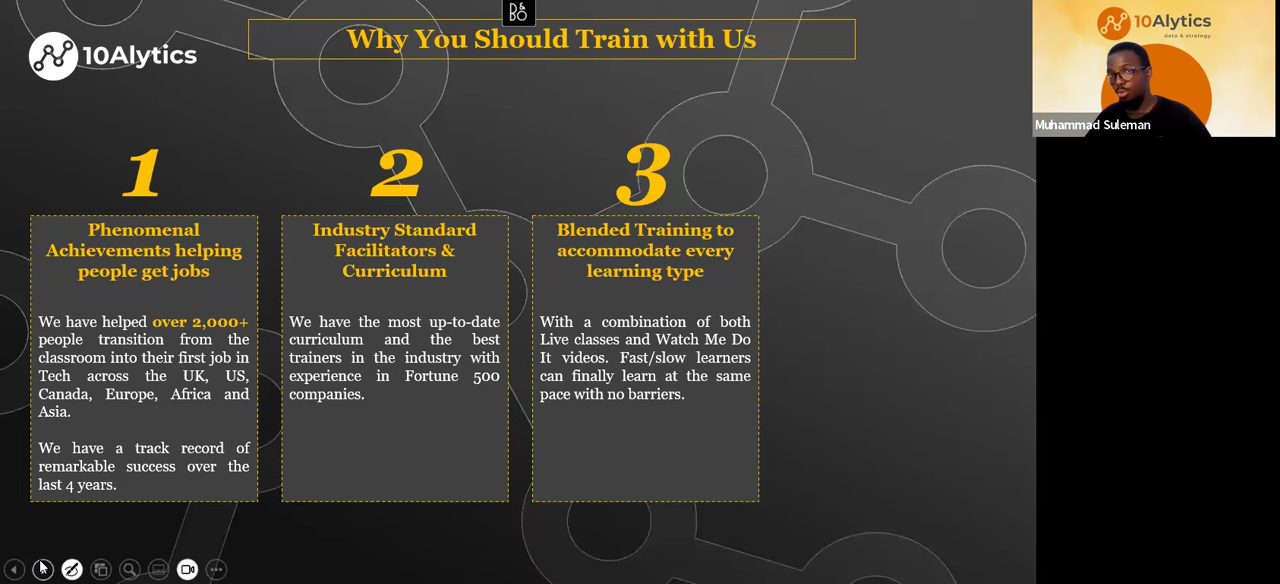 B&O
Why You Should Train with Us
10Alytics
10Alytics
data & strategy
Muhammad Suleman
1
Phenomenal
Achievements helping
people get jobs
We have helped over 2,000+
people transition from the
classroom into their first job in
Tech across the UK, US,
Canada, Europe, Africa and
Asia.
We have a track record of
remarkable success over the
last 4 years.
2
Industry Standard
Facilitators &
Curriculum
We have the most up-to-date
curriculum and the best
trainers in the industry with
experience in Fortune 500
companies.
3
Blended Training to
accommodate every
learning type
With a combination of both
Live classes and Watch Me Do
It videos. Fast/slow learners
can finally learn at the same
pace with no barriers.